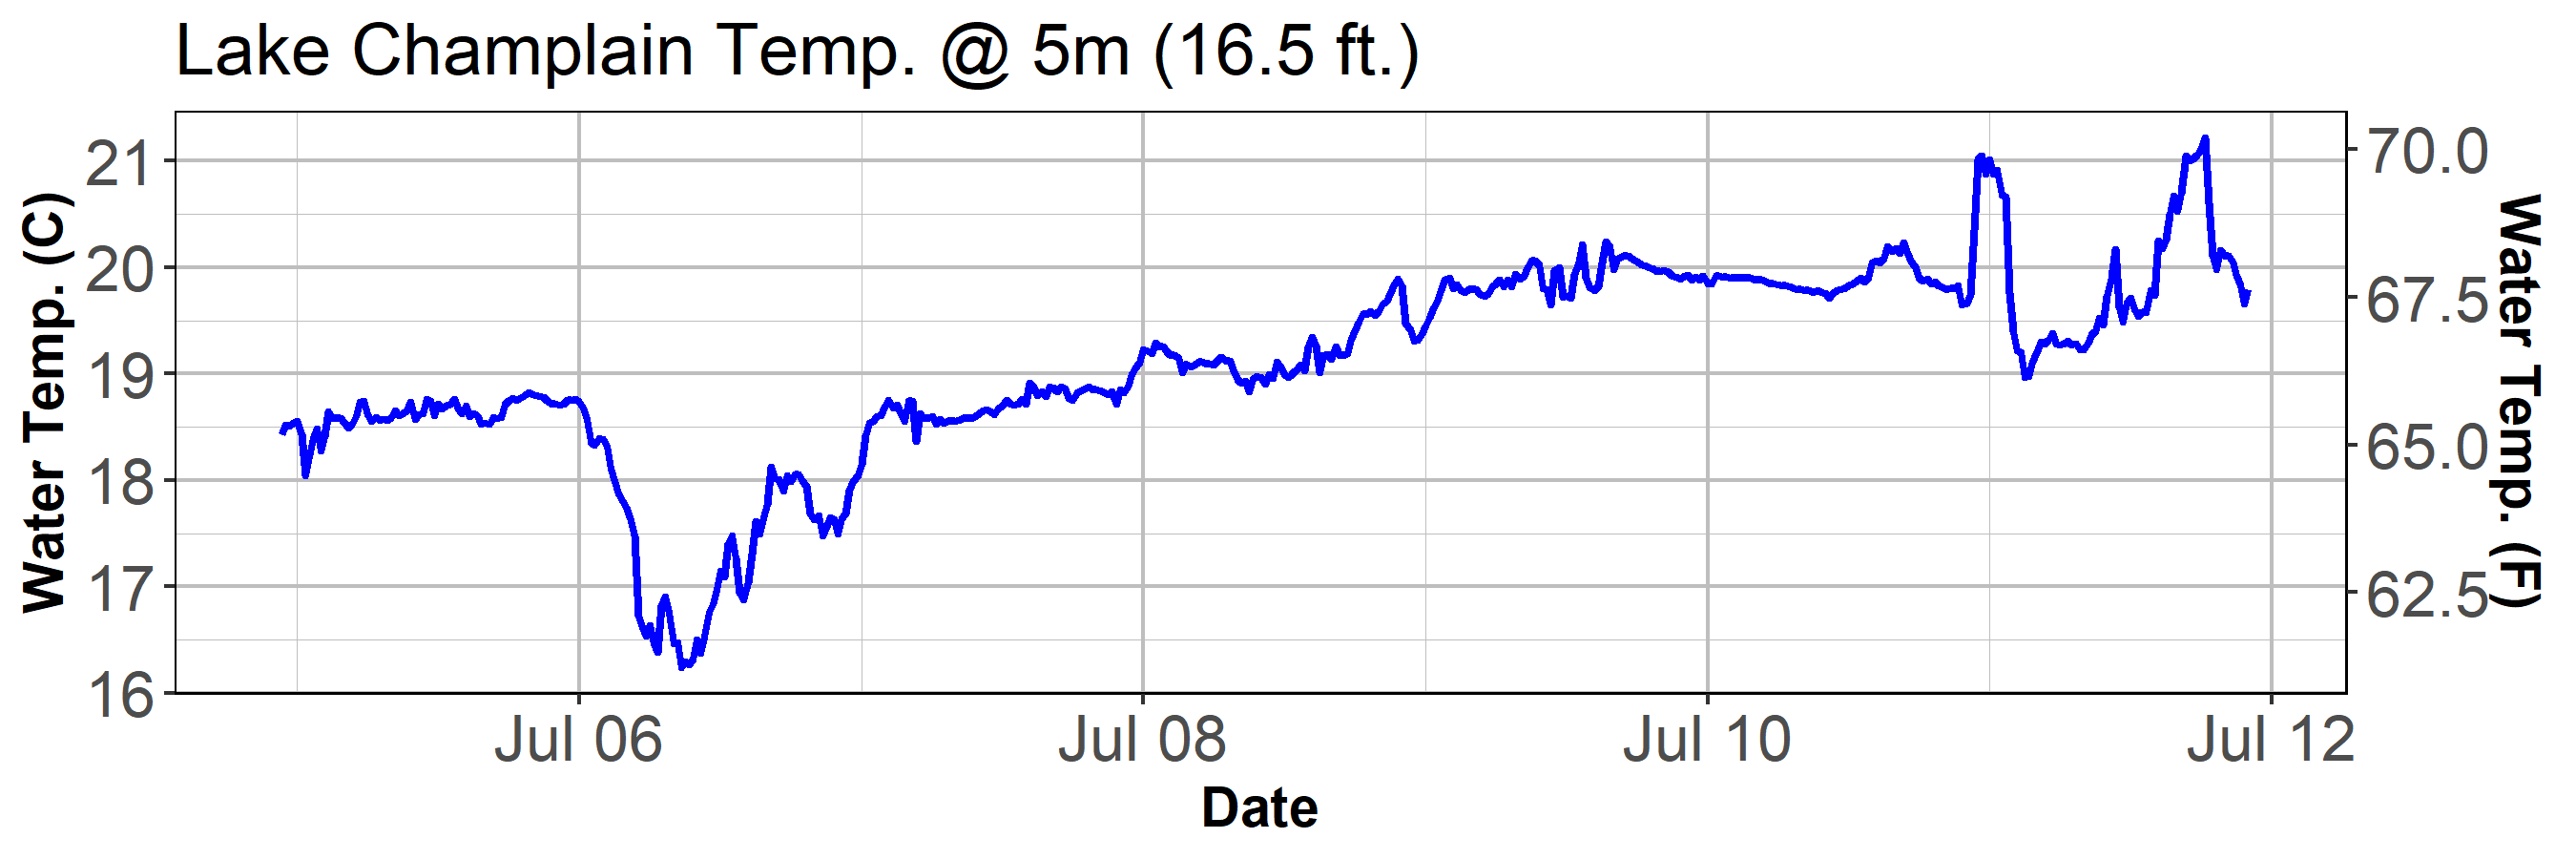 Lake Champlain Temp. @ 5m (16.5 ft.)
Water Temp. (C)
21
20
19
18
17
16
70.0
67.5
65.0
62.5
Water Temp. (F)
Jul 06
Jul 08
Jul 10
Jul 12
Date